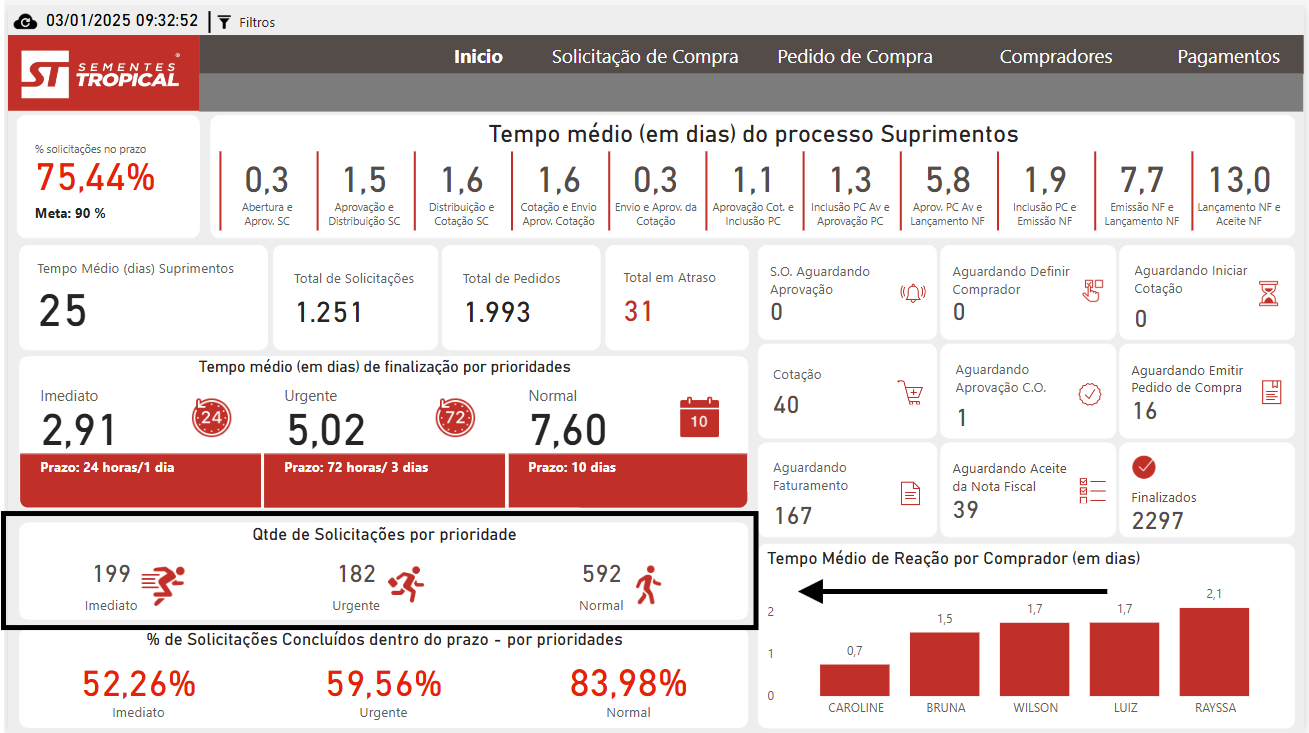 03/01/2025 09:32:52
Filtros
ST
SEMENTES
TROPICAL
®
Inicio
Solicitação de Compra
Pedido de Compra
Compradores
Pagamentos
% solicitações no prazo
75,44%
Meta: 90 %
Tempo médio (em dias) do processo Suprimentos
0,3
Abertura e
Aprov. SC
1,5
Aprovação e
Distribuição SC
1,6
Distribuição e
Cotação SC
1,6
Cotação e Envio
Aprov. Cotação
0,3
Envio e Aprov. da
Cotação
1,1
Aprovação Cot. e
Inclusão PC
1,3
Inclusão PC Av e
Aprovação PC
5,8
Aprov. PC Av e
Lançamento NF
1,9
Inclusão PC e
Emissão NF
7,7
Emissão NF e
Lançamento NF
13,0
Lançamento NF e
Aceite NF
Tempo Médio (dias) Suprimentos
25
Total de Solicitações
1.251
Total de Pedidos
1.993
Total em Atraso
31
S.O. Aguardando
Aprovação
0
Aguardando Definir
Comprador
0
Aguardando Iniciar
Cotação
0
Tempo médio (em dias) de finalização por prioridades
Imediato
2,91
24
Prazo: 24 horas/1 dia
Urgente
5,02
72
Prazo: 72 horas/ 3 dias
Normal
7,60
10
Prazo: 10 dias
Cotação
40
Aguardando
Aprovação C.O.
1
Aguardando Emitir
Pedido de Compra
16
Aguardando
Faturamento
167
Aguardando Aceite
da Nota Fiscal
39
Finalizados
2297
Qtde de Solicitações por prioridade
199
Imediato
182
Urgente
592
Normal
% de Solicitações Concluídos dentro do prazo - por prioridades
52,26%
Imediato
59,56%
Urgente
83,98%
Normal
Tempo Médio de Reação por Comprador (em dias)
2
1
0
0,7
1,5
1,7
1,7
2,1
CAROLINE
BRUNA
WILSON
LUIZ
RAYSSA